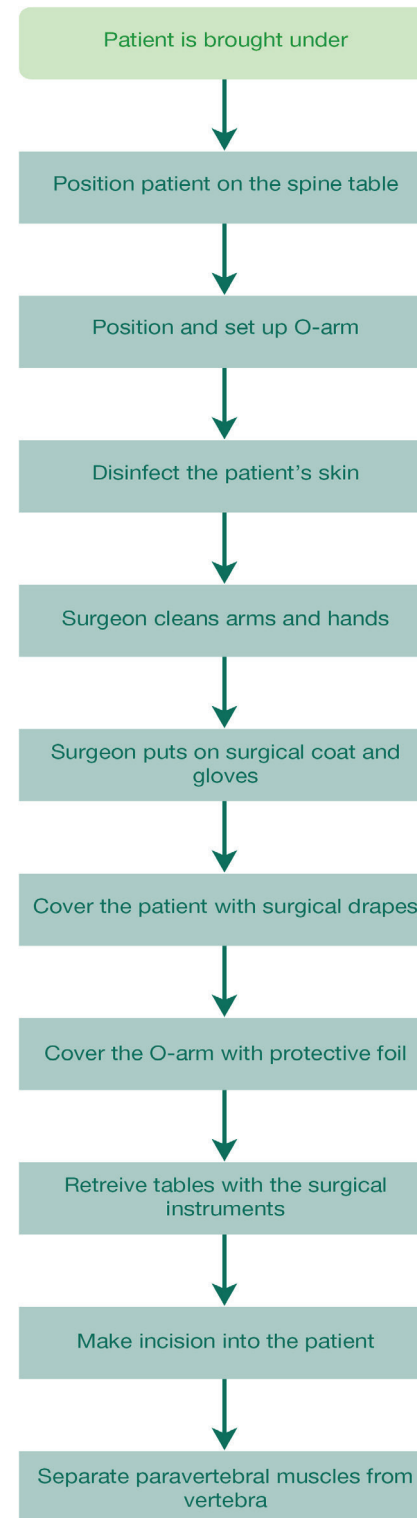 Patient is brought under
Position patient on the spine table
Position and set up O-arm
Disinfect the patient's skin
Surgeon cleans arms and hands
Surgeon puts on surgical coat and
gloves
Cover the patient with surgical drapes
Cover the O-arm with protective foil
Retreive tables with the surgical
instruments
Make incision into the patient
Separate paravertebral muscles from
vertebra